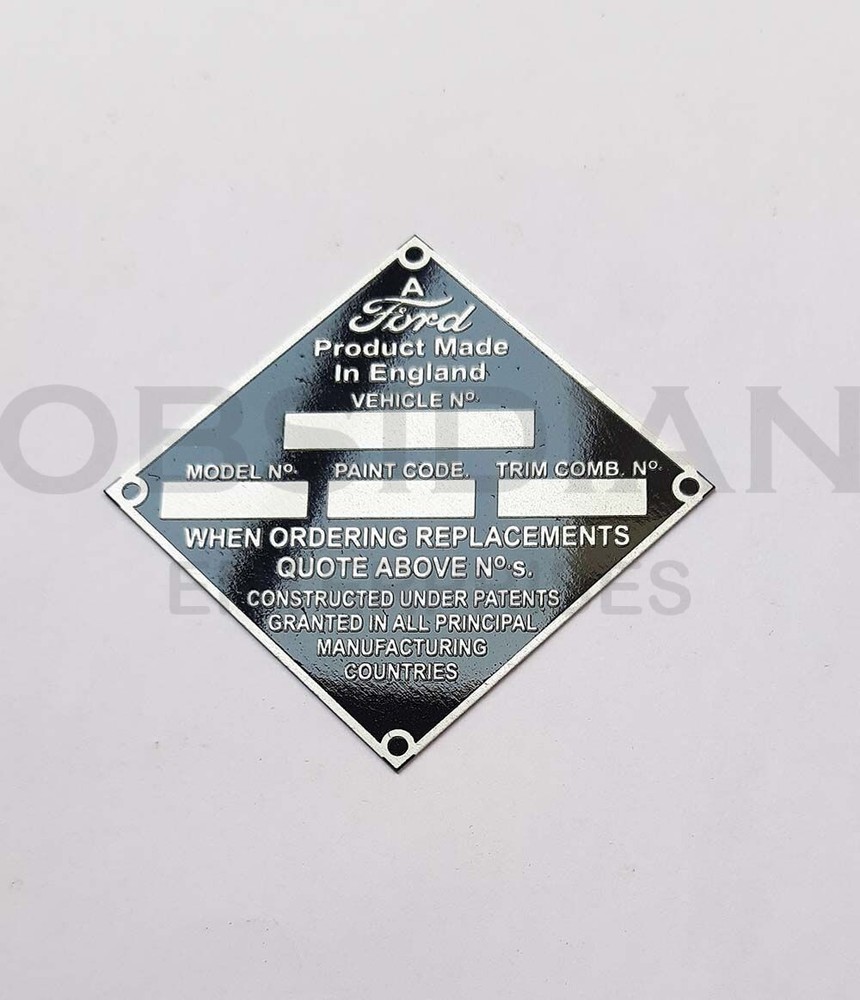 A
Ford
Product Made
In England
VEHICLE Nº.
OBSIDIAN
MODEL Nº. PAINT CODE. TRIM COMB. Nº.
WHEN ORDERING REPLACEMENTS
QUOTE ABOVE Nº.s.
CONSTRUCTED UNDER PATENTS
GRANTED IN ALL PRINCIPAL
MANUFACTURING
COUNTRIES